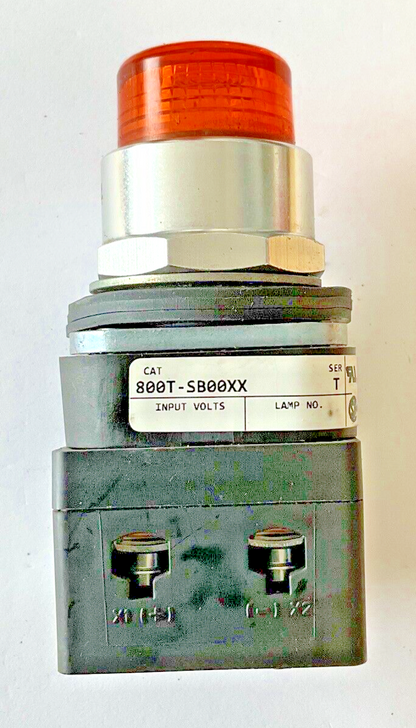 CAT SER
800T-SB00XX T
INPUT VOLTS LAMP NO.
X1 (+) (-) X2